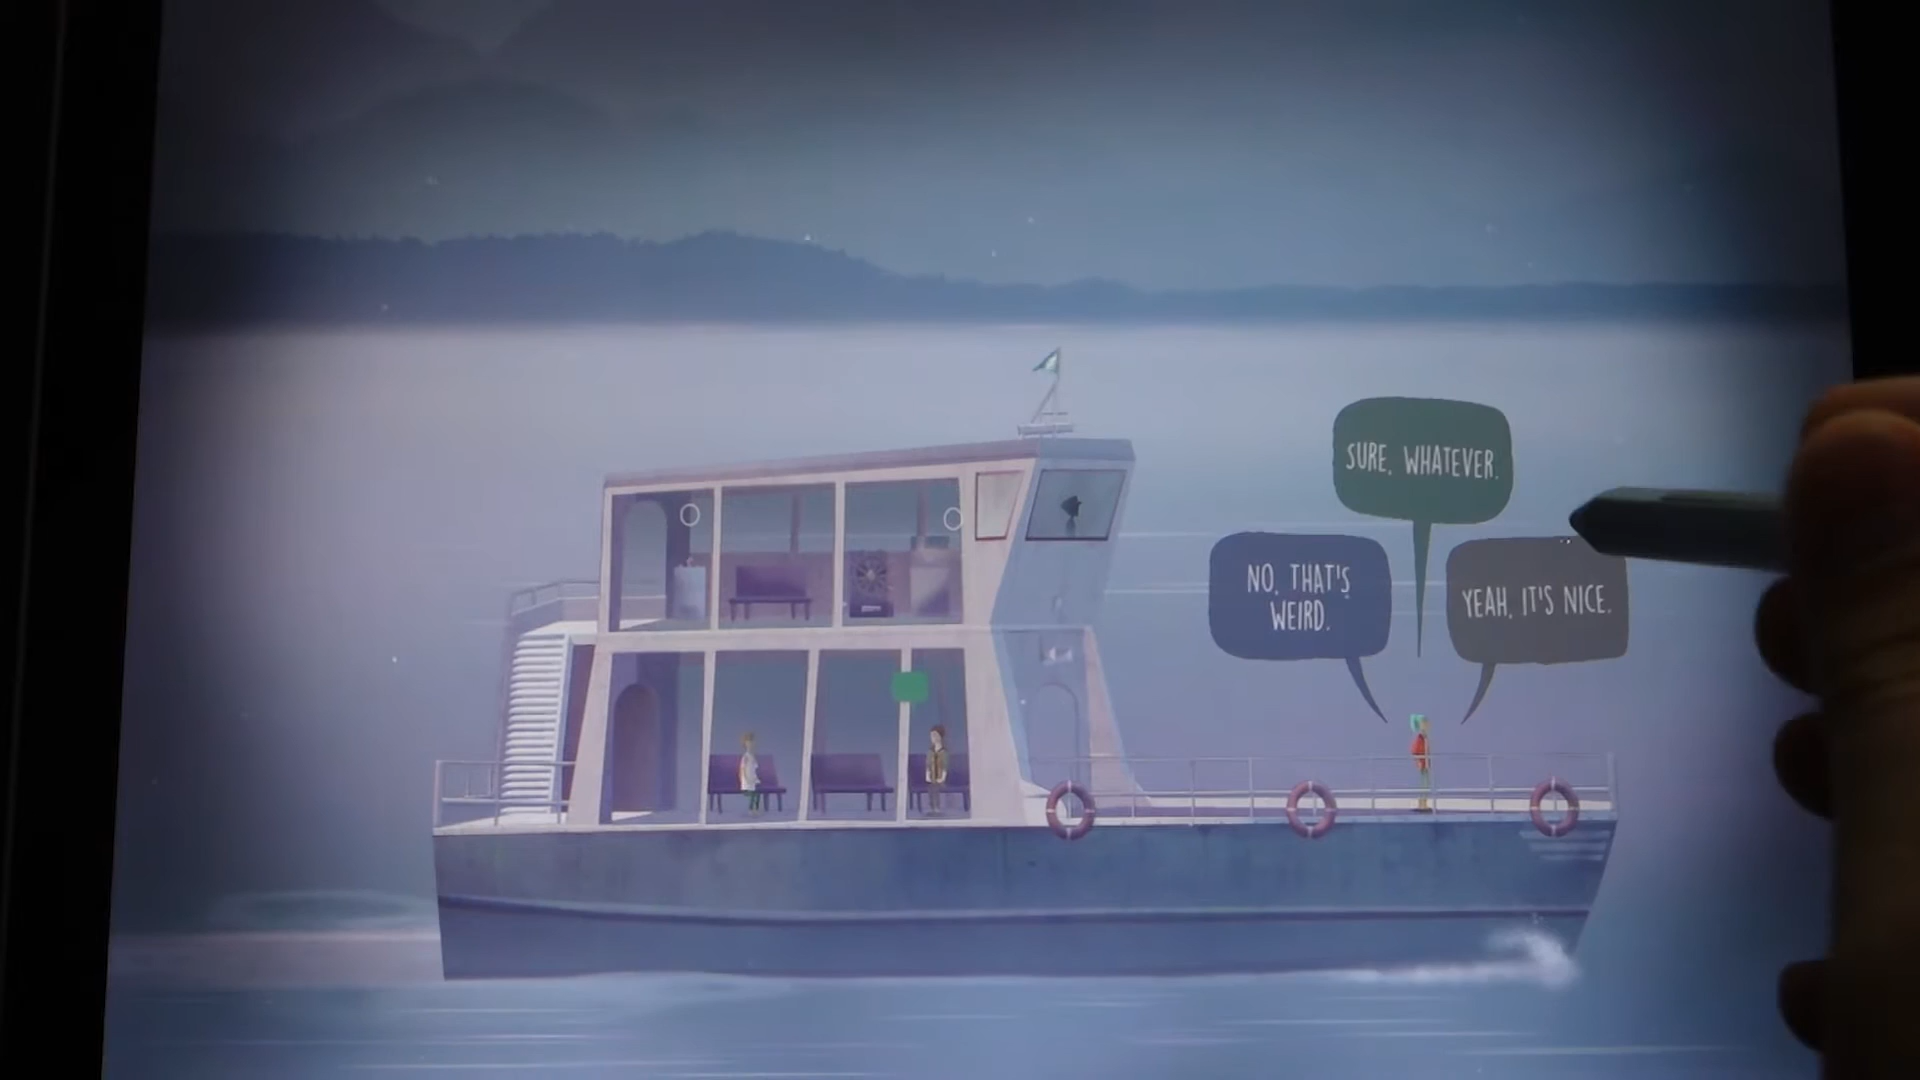 SURE, WHATEVER.
NO, THAT'S
WEIRD.
YEAH, IT'S NICE.